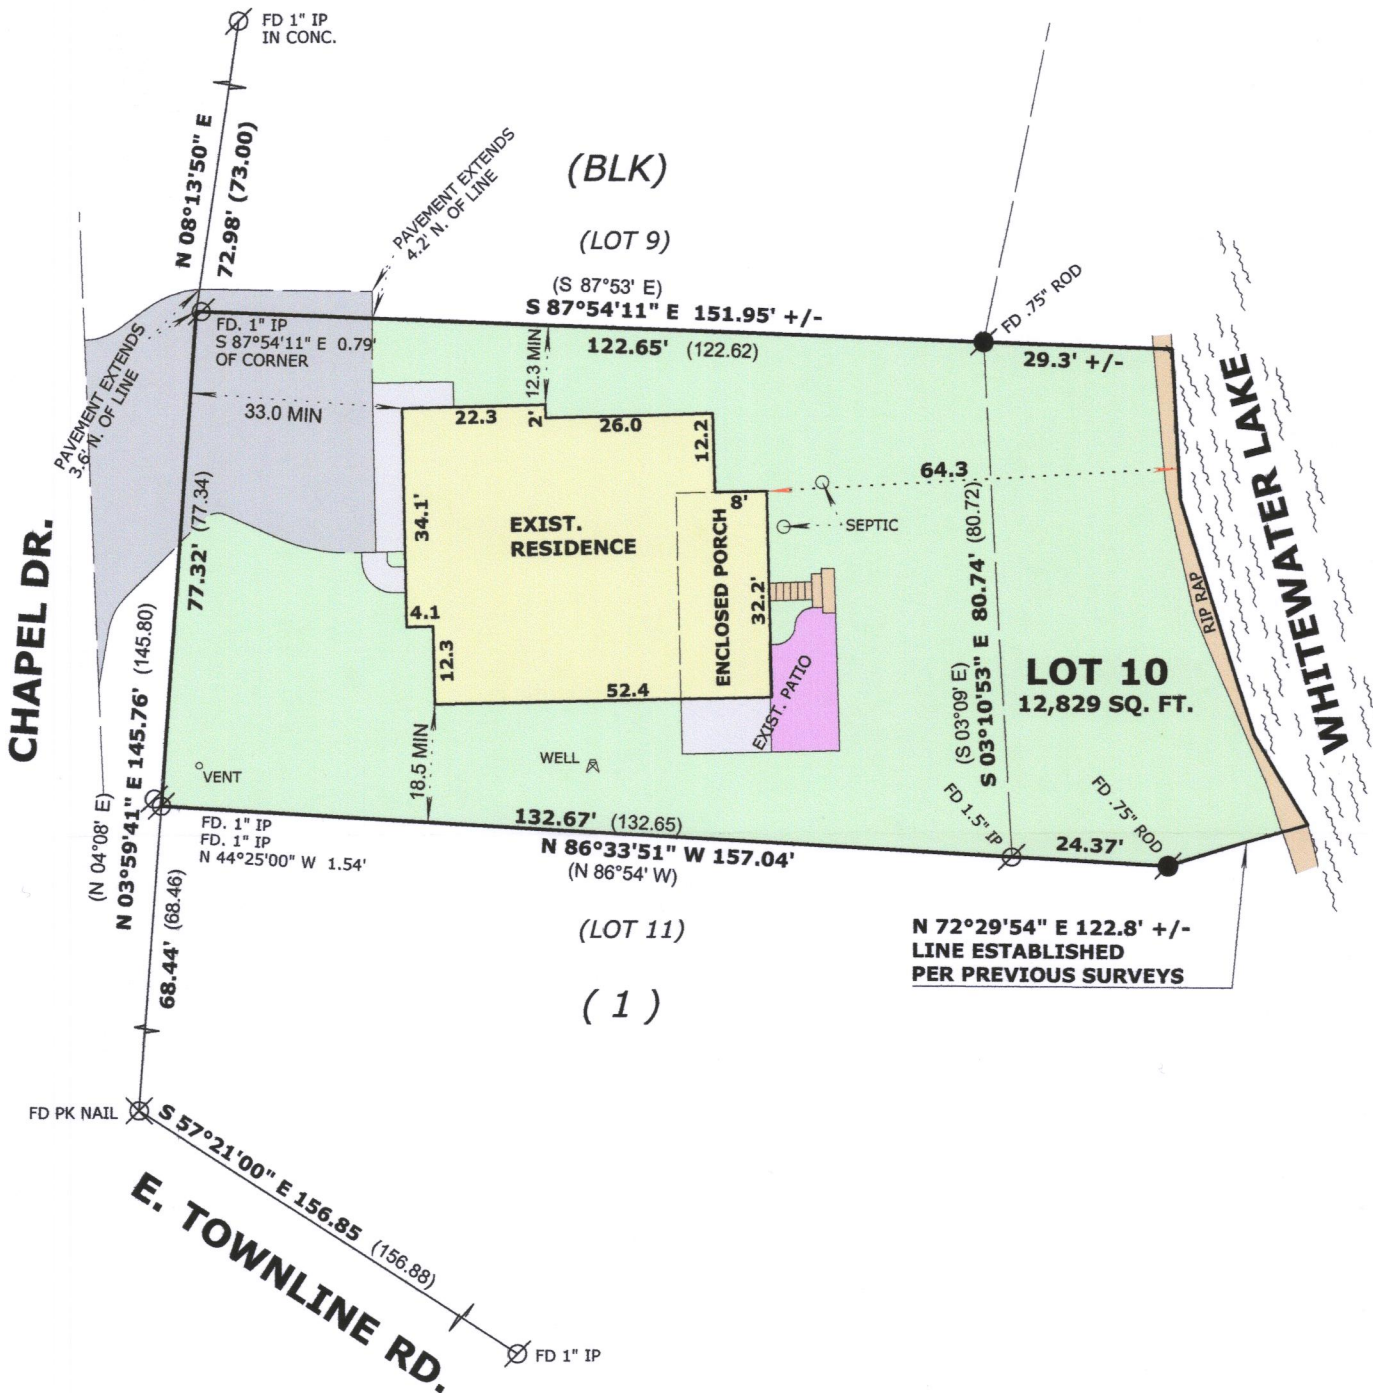 FD 1" IP
IN CONC.
N 08°13'50" E
72.98' (73.00)
PAVEMENT EXTENDS
4.2' N. OF LINE
(BLK)
(LOT 9)
(S 87°53' E)
S 87°54'11" E 151.95' +/-
122.65' (122.62)
FD .75" ROD
29.3' +/-
FD. 1" IP
S 87°54'11" E 0.79'
OF CORNER
PAVEMENT EXTENDS
3.6' N. OF LINE
33.0 MIN
12.3 MIN
22.3
2'
26.0
12.2
64.3
8'
34.1'
EXIST.
RESIDENCE
ENCLOSED PORCH
32.2'
SEPTIC
(S 03°09' E)
S 03°10'53" E 80.74' (80.72)
RIP RAP
WHITEWATER LAKE
CHAPEL DR.
77.32' (77.34)
4.1
12.3
52.4
EXIST. PATIO
LOT 10
12,829 SQ. FT.
18.5 MIN
WELL
VENT
(N 04°08' E)
N 03°59'41" E 145.76' (145.80)
FD. 1" IP
FD. 1" IP
N 44°25'00" W 1.54'
132.67' (132.65)
N 86°33'51" W 157.04'
(N 86°54' W)
FD 1.5" IP
FD .75" ROD
24.37'
68.44' (68.46)
(LOT 11)
( 1 )
N 72°29'54" E 122.8' +/-
LINE ESTABLISHED
PER PREVIOUS SURVEYS
FD PK NAIL
S 57°21'00" E 156.85 (156.88)
E. TOWNLINE RD.
FD 1" IP